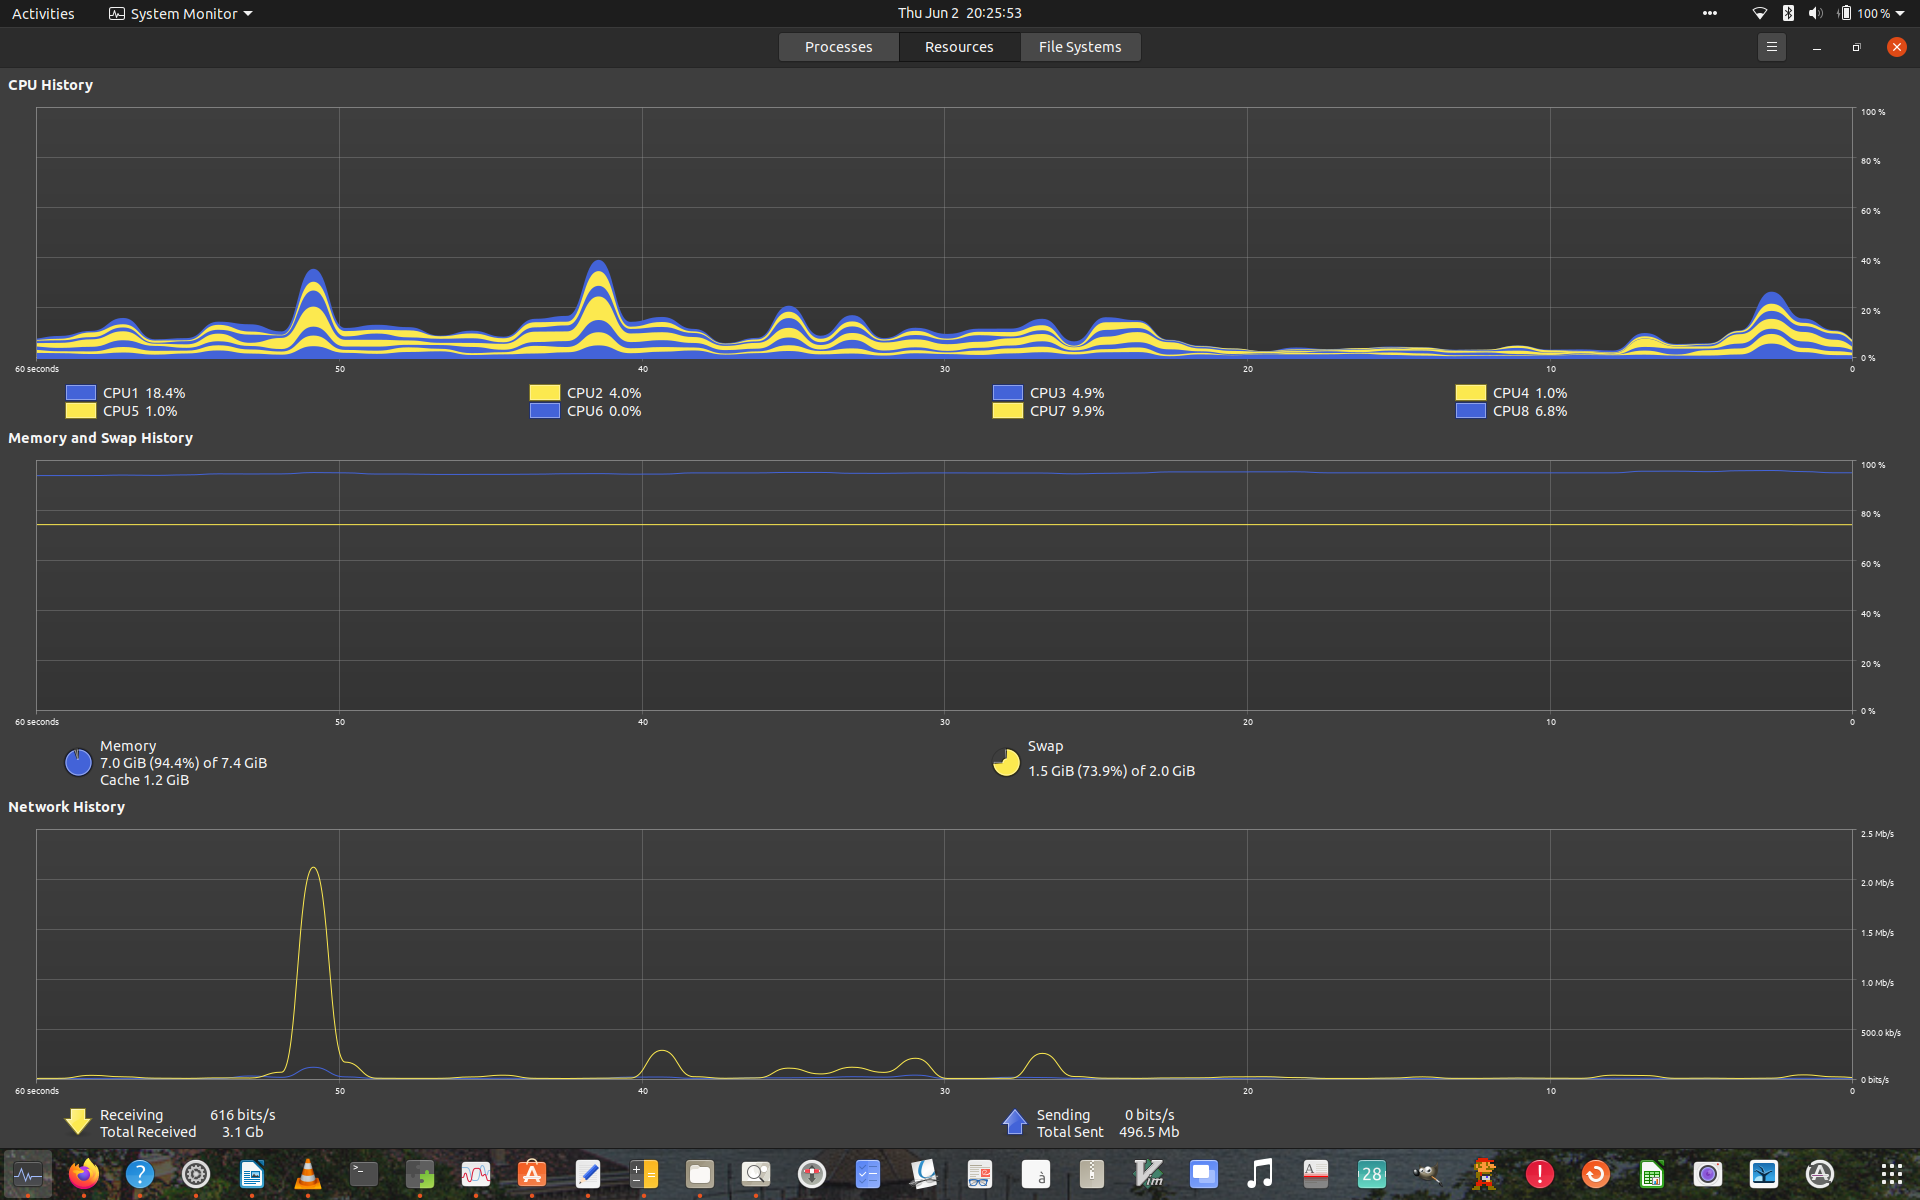 Activities System Monitor Thu Jun 2 20:25:53 100 %
Processes Resources File Systems
CPU History
100 %
80 %
60 %
40 %
20 %
0 %
60 seconds 50 40 30 20 10 0
CPU1 18.4% CPU2 4.0% CPU3 4.9% CPU4 1.0%
CPU5 1.0% CPU6 0.0% CPU7 9.9% CPU8 6.8%
Memory and Swap History
100 %
80 %
60 %
40 %
20 %
0 %
60 seconds 50 40 30 20 10 0
Memory
7.0 GiB (94.4%) of 7.4 GiB
Cache 1.2 GiB
Swap
1.5 GiB (73.9%) of 2.0 GiB
Network History
2.5 Mb/s
2.0 Mb/s
1.5 Mb/s
1.0 Mb/s
500.0 kb/s
0 bits/s
60 seconds 50 40 30 20 10 0
Receiving 616 bits/s
Total Received 3.1 Gb
Sending 0 bits/s
Total Sent 496.5 Mb
? >_ à Vim A 28 !